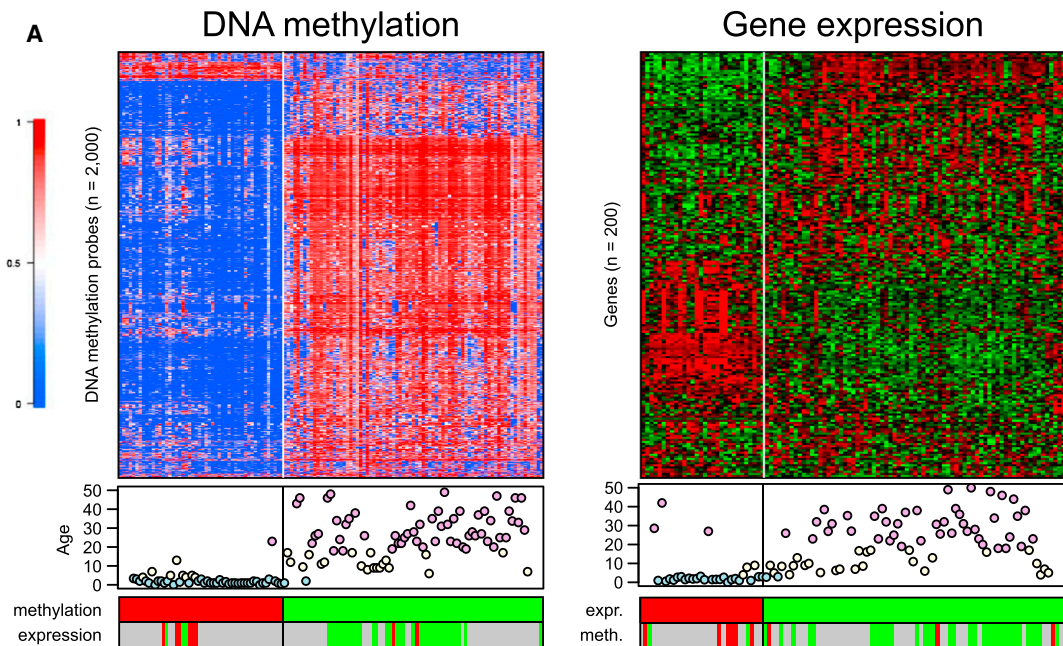 A
DNA methylation
Gene expression
1
0.5
0
DNA methylation probes (n = 2,000)
Genes (n = 200)
50
40
30
20
10
0
Age
50
40
30
20
10
0
methylation
expression
expr.
meth.